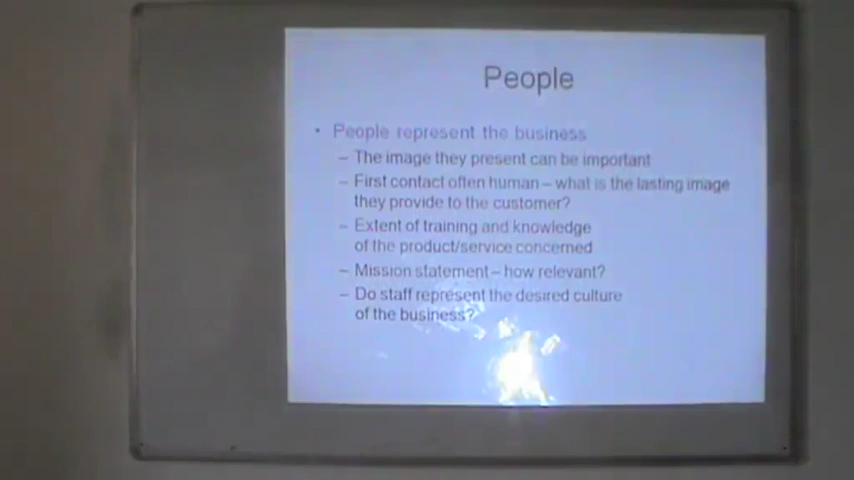 People
• People represent the business
– The image they present can be important
– First contact often human – what is the lasting image
they provide to the customer?
– Extent of training and knowledge
of the product/service concerned
– Mission statement – how relevant?
– Do staff represent the desired culture
of the business?